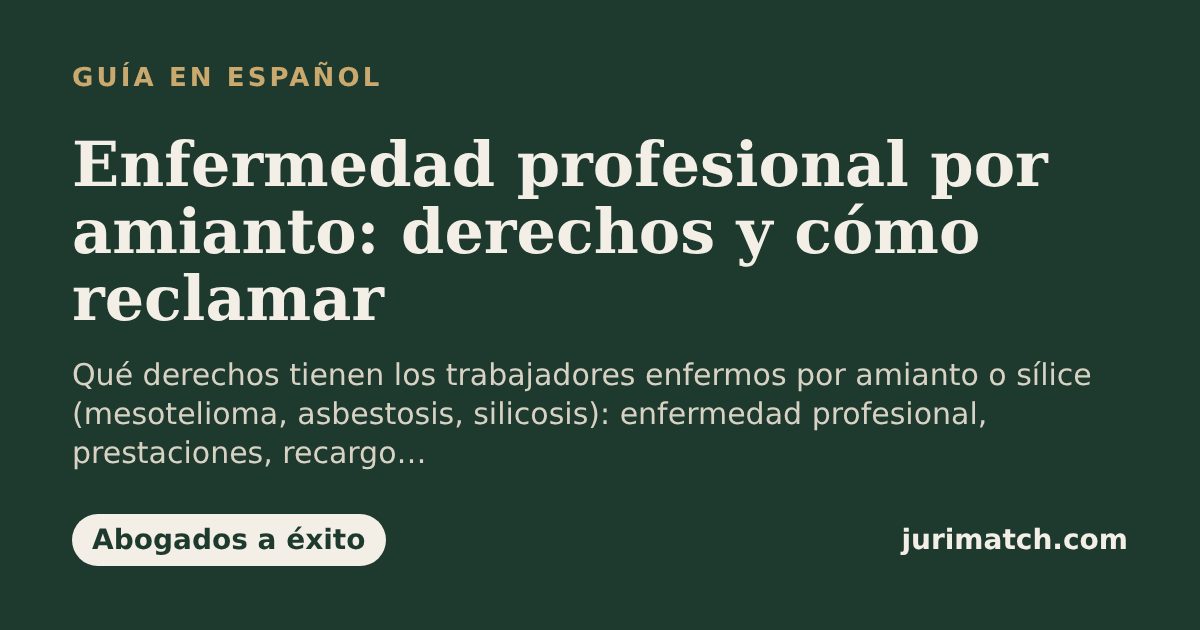 GUÍA EN ESPAÑOL
Enfermedad profesional por
amianto: derechos y cómo
reclamar
Qué derechos tienen los trabajadores enfermos por amianto o sílice
(mesotelioma, asbestosis, silicosis): enfermedad profesional,
prestaciones, recargo…
Abogados a éxito
jurimatch.com